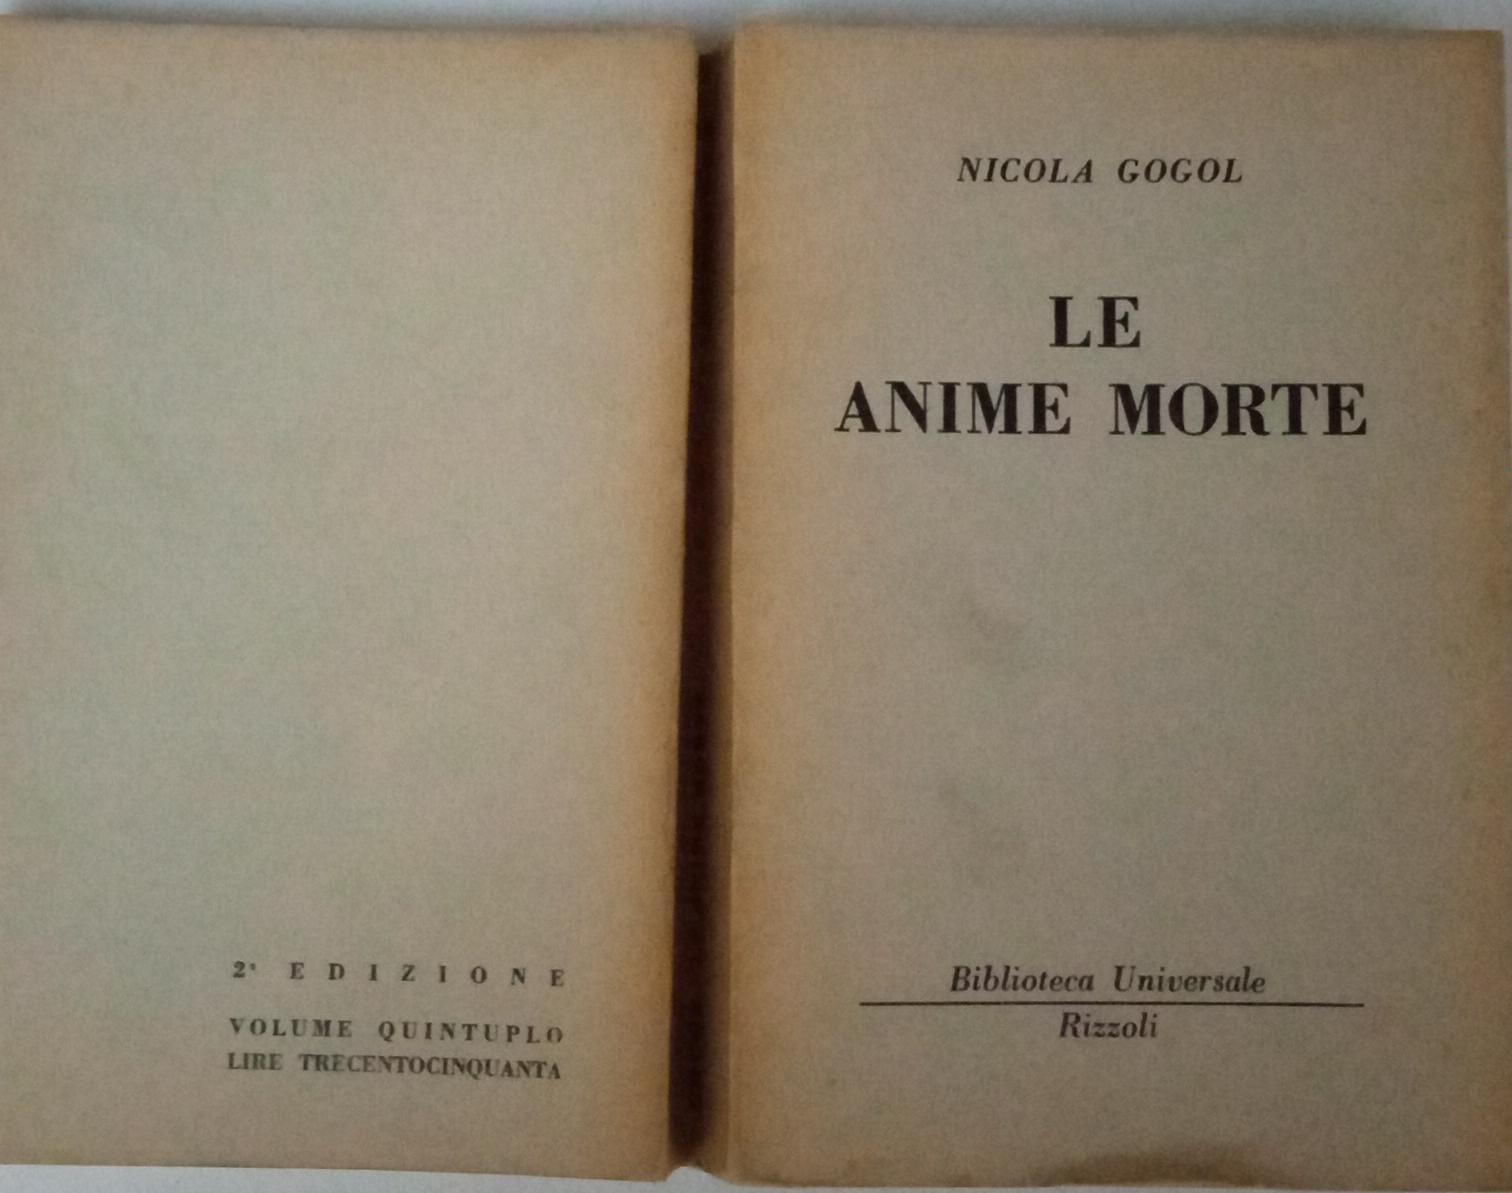 2ª EDIZIONE
VOLUME QUINTUPLO
LIRE TRECENTOCINQUANTA
NICOLA GOGOL
LE
ANIME MORTE
Biblioteca Universale
Rizzoli